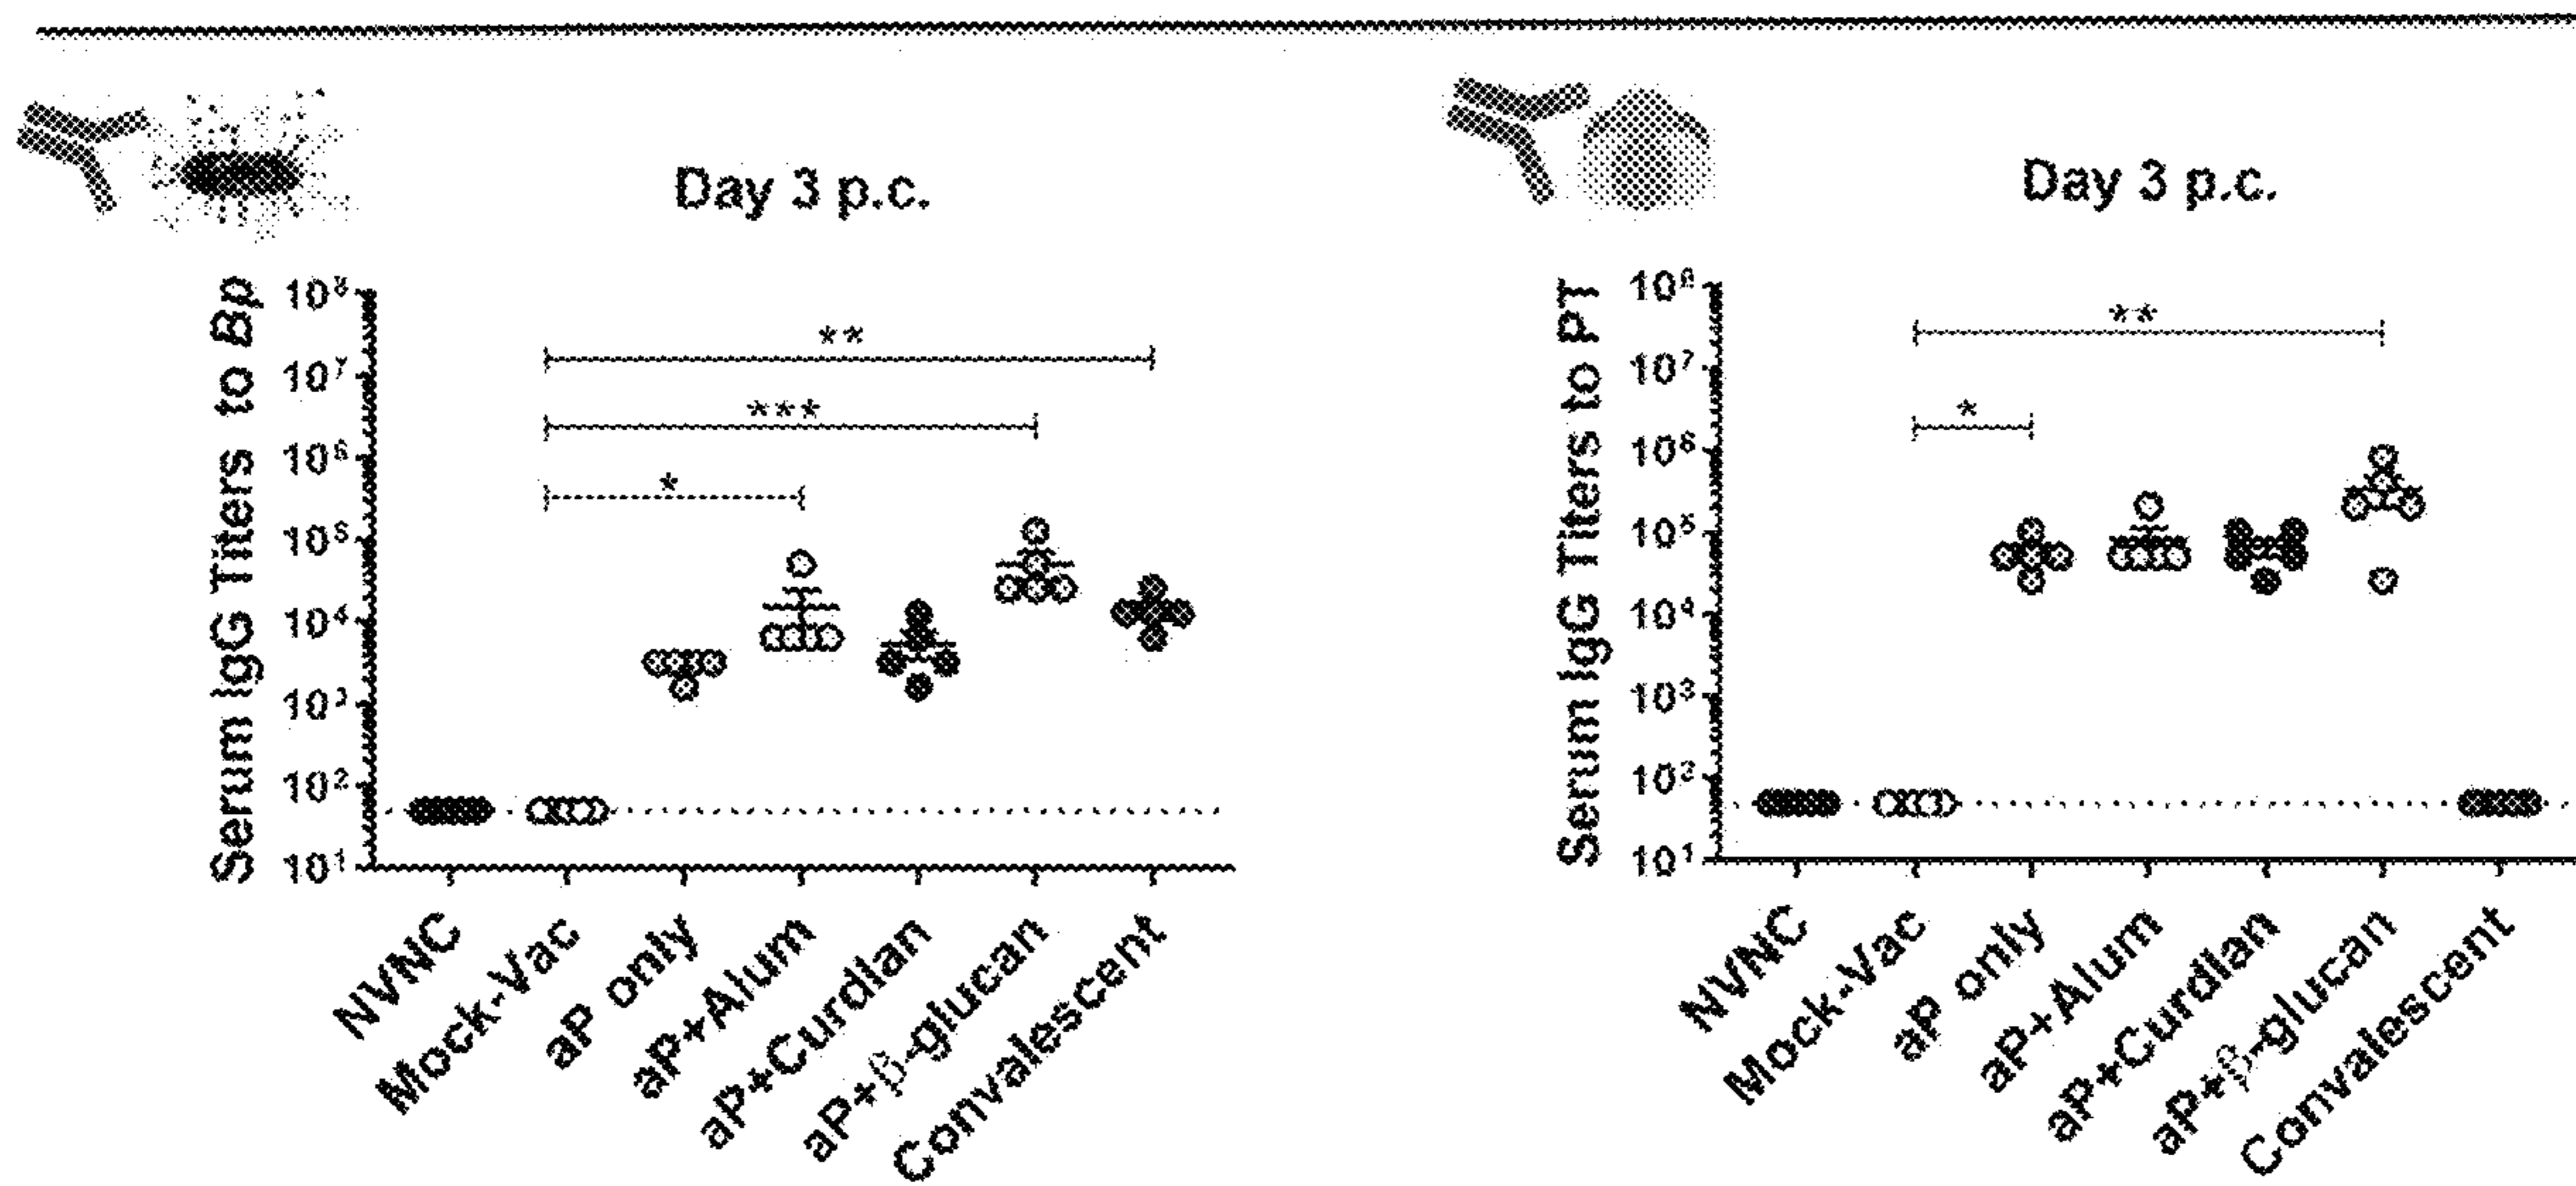 Day 3 p.c.
Serum IgG Titers to Bp
10⁸
10⁷
10⁶
10⁵
10⁴
10³
10²
10¹
**
***
*
NVNC
Mock-Vac
aP only
aP+Alum
aP+Curdlan
aP+β-glucan
Convalescent
Day 3 p.c.
Serum IgG Titers to PT
10⁸
10⁷
10⁶
10⁵
10⁴
10³
10²
10¹
**
*
NVNC
Mock-Vac
aP only
aP+Alum
aP+Curdlan
aP+β-glucan
Convalescent